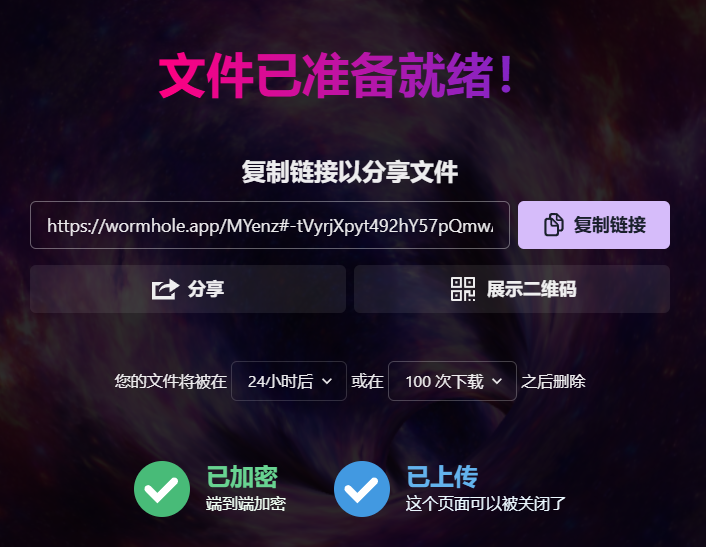 文件已准备就绪！
复制链接以分享文件
https://wormhole.app/MYenz#-tVyrjXpyt492hY57pQmw
复制链接
分享
展示二维码
您的文件将被在 24小时后 或在 100 次下载 之后删除
已加密
端到端加密
已上传
这个页面可以被关闭了